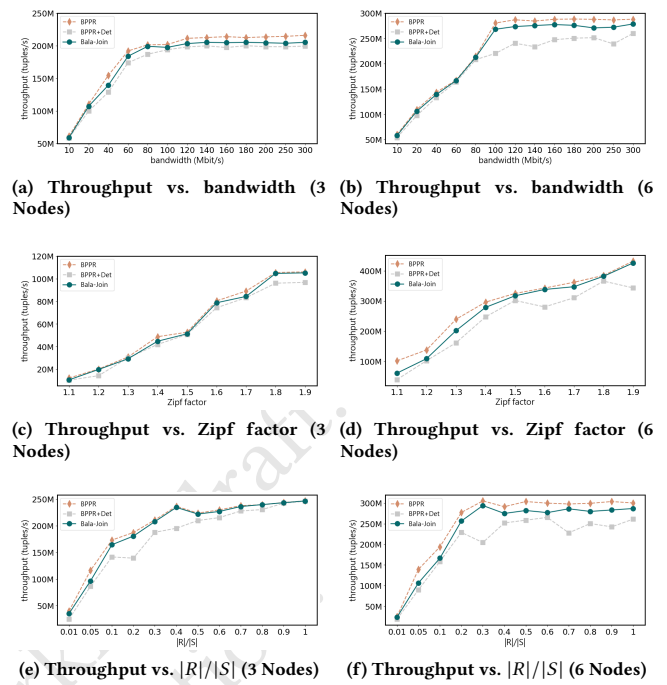 250M
200M
150M
100M
50M
throughput (tuples/s)
BPPR
BPPR+Det
Bala-Join
10 20 40 60 80 100 120 140 160 180 200 250 300
bandwidth (Mbit/s)
(a) Throughput vs. bandwidth (3
Nodes)
300M
250M
200M
150M
100M
50M
throughput (tuples/s)
BPPR
BPPR+Det
Bala-Join
10 20 40 60 80 100 120 140 160 180 200 250 300
bandwidth (Mbit/s)
(b) Throughput vs. bandwidth (6
Nodes)
120M
100M
80M
60M
40M
20M
throughput (tuples/s)
BPPR
BPPR+Det
Bala-Join
1.1 1.2 1.3 1.4 1.5 1.6 1.7 1.8 1.9
Zipf factor
(c) Throughput vs. Zipf factor (3
Nodes)
400M
300M
200M
100M
throughput (tuples/s)
BPPR
BPPR+Det
Bala-Join
1.1 1.2 1.3 1.4 1.5 1.6 1.7 1.8 1.9
Zipf factor
(d) Throughput vs. Zipf factor (6
Nodes)
250M
200M
150M
100M
50M
throughput (tuples/s)
BPPR
BPPR+Det
Bala-Join
0.01 0.05 0.1 0.2 0.3 0.4 0.5 0.6 0.7 0.8 0.9 1
|R|/|S|
(e) Throughput vs. |R|/|S| (3 Nodes)
300M
250M
200M
150M
100M
50M
throughput (tuples/s)
BPPR
BPPR+Det
Bala-Join
0.01 0.05 0.1 0.2 0.3 0.4 0.5 0.6 0.7 0.8 0.9 1
|R|/|S|
(f) Throughput vs. |R|/|S| (6 Nodes)